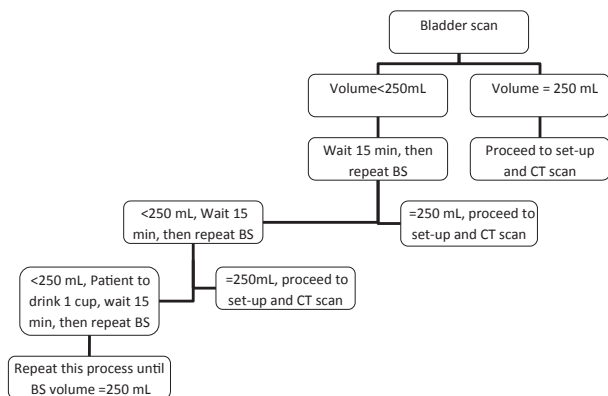 Bladder scan
Volume<250mL
Volume = 250 mL
Wait 15 min, then
repeat BS
Proceed to set-up
and CT scan
<250 mL, Wait 15
min, then repeat BS
=250 mL, proceed to
set-up and CT scan
<250 mL, Patient to
drink 1 cup, wait 15
min, then repeat BS
=250mL, proceed to
set-up and CT scan
Repeat this process until
BS volume =250 mL